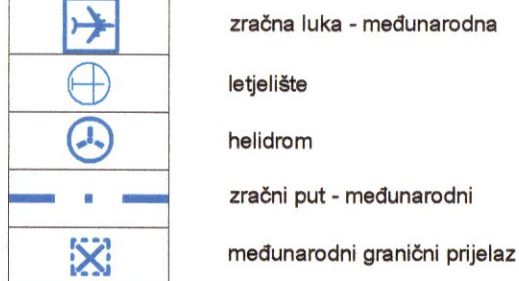 zračna luka - međunarodna
letjelište
helidrom
zračni put - međunarodni
međunarodni granični prijelaz